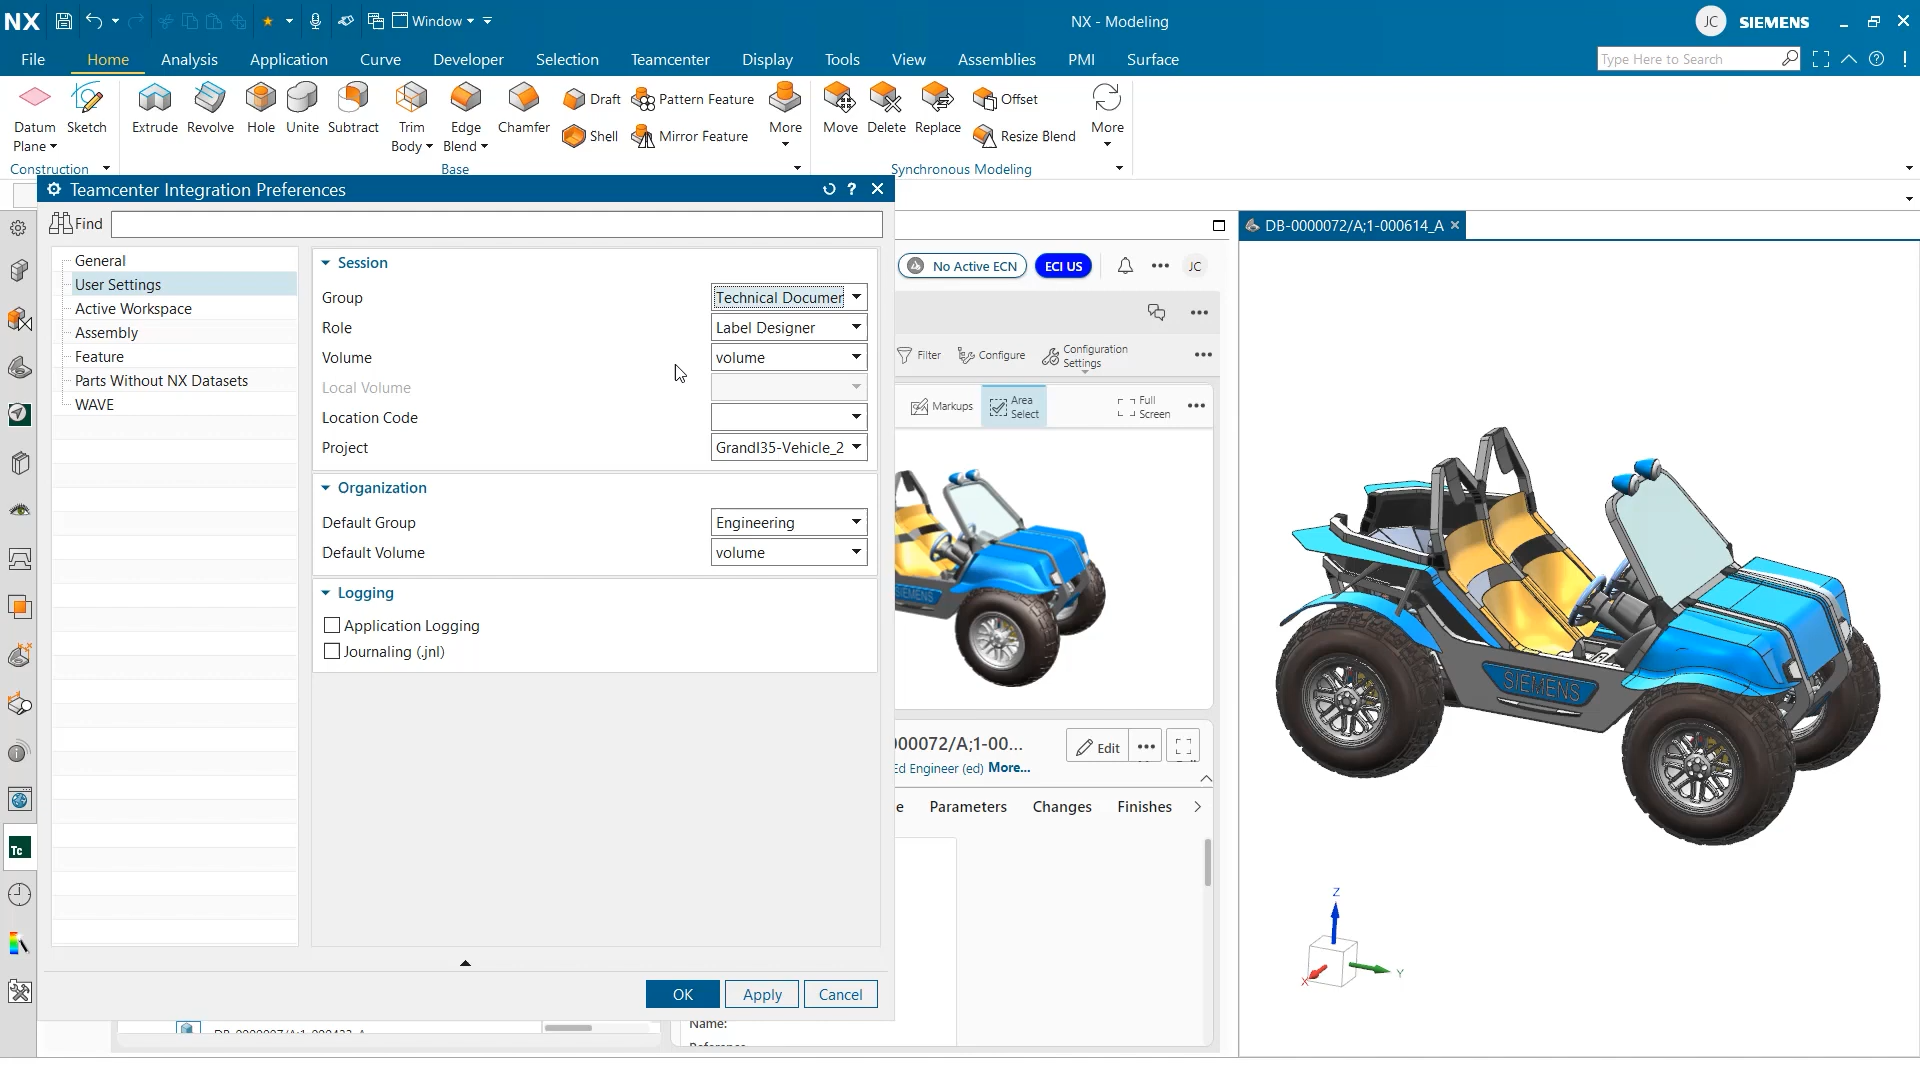 NX
Window
NX - Modeling
JC
SIEMENS
File
Home
Analysis
Application
Curve
Developer
Selection
Teamcenter
Display
Tools
View
Assemblies
PMI
Surface
Type Here to Search
Datum Plane
Sketch
Extrude
Revolve
Hole
Unite
Subtract
Trim Body
Edge Blend
Chamfer
Draft
Shell
Pattern Feature
Mirror Feature
More
Move
Delete
Replace
Offset
Resize Blend
More
Construction
Base
Synchronous Modeling
Teamcenter Integration Preferences
Find
General
User Settings
Active Workspace
Assembly
Feature
Parts Without NX Datasets
WAVE
Session
Group
Technical Documen
Role
Label Designer
Volume
volume
Local Volume
Location Code
Project
GrandI35-Vehicle_2
Organization
Default Group
Engineering
Default Volume
volume
Logging
Application Logging
Journaling (.jnl)
OK
Apply
Cancel
No Active ECN
ECI US
JC
Filter
Configure
Configuration Settings
Markups
Area Select
Full Screen
SIEMENS
00072/A;1-00...
Ed Engineer (ed) More...
Edit
e
Parameters
Changes
Finishes
Name:
Tc
DB-0000072/A;1-000614_A
SIEMENS
Z
Y
X